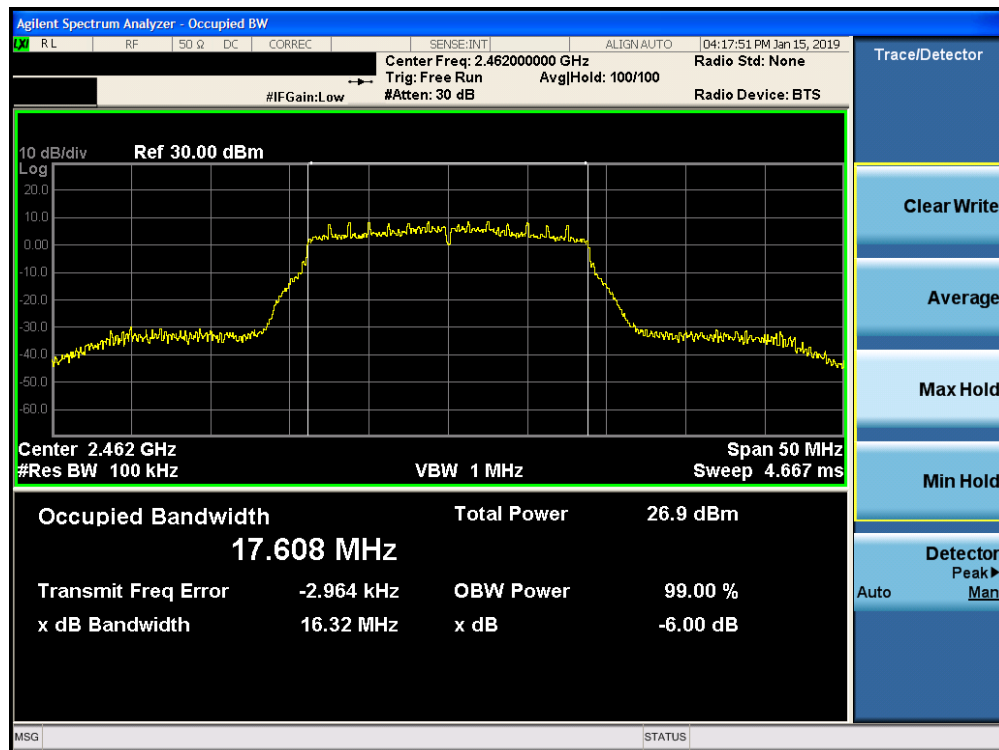 Agilent Spectrum Analyzer - Occupied BW
LXI RL RF 50 Ω DC CORREC SENSE:INT ALIGN AUTO 04:17:51 PM Jan 15, 2019
Center Freq: 2.462000000 GHz Radio Std: None
Trig: Free Run Avg|Hold: 100/100
#IFGain:Low #Atten: 30 dB Radio Device: BTS
10 dB/div Ref 30.00 dBm
Log
20.0
10.0
0.00
-10.0
-20.0
-30.0
-40.0
-50.0
-60.0
Center 2.462 GHz Span 50 MHz
#Res BW 100 kHz VBW 1 MHz Sweep 4.667 ms
Occupied Bandwidth Total Power 26.9 dBm
17.608 MHz
Transmit Freq Error -2.964 kHz OBW Power 99.00 %
x dB Bandwidth 16.32 MHz x dB -6.00 dB
MSG STATUS
Trace/Detector
Clear Write
Average
Max Hold
Min Hold
Detector
Peak▶
Auto Man